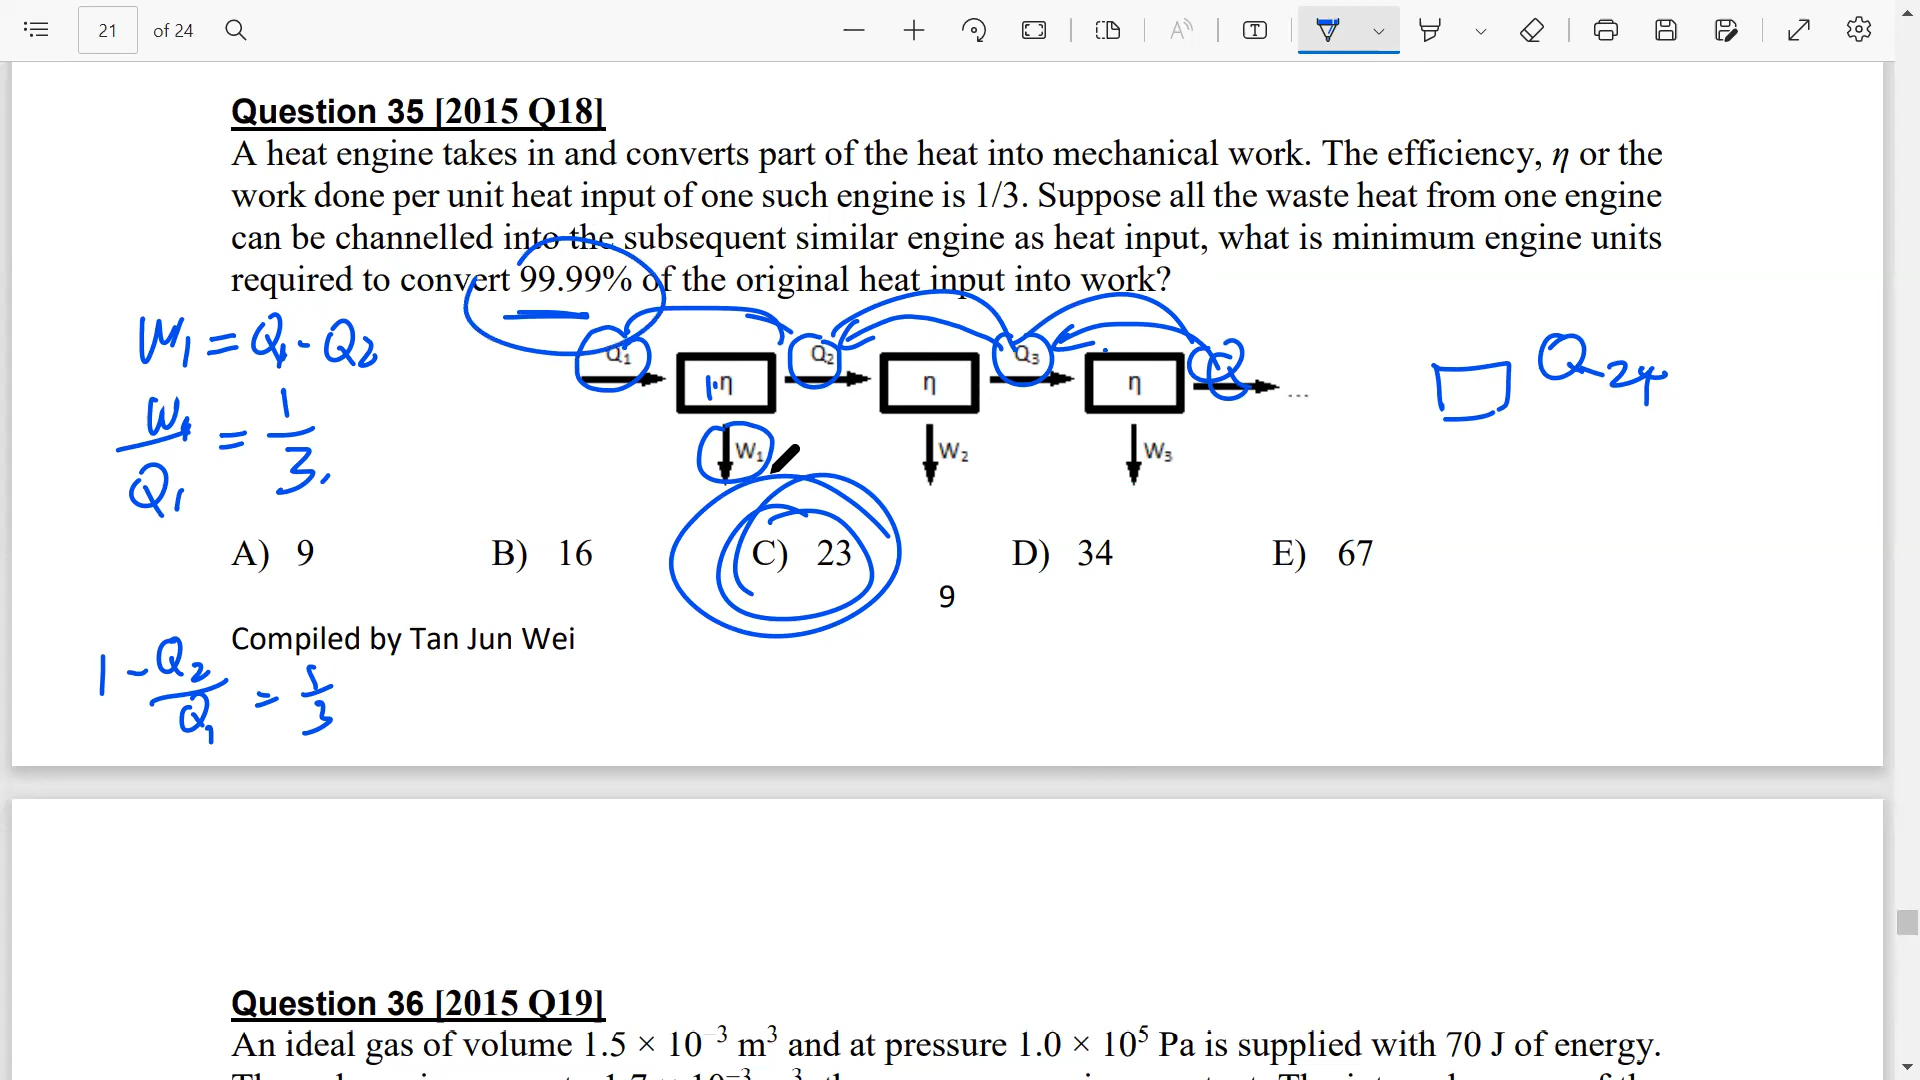 21 of 24
Question 35 [2015 Q18]
A heat engine takes in and converts part of the heat into mechanical work. The efficiency, η or the
work done per unit heat input of one such engine is 1/3. Suppose all the waste heat from one engine
can be channelled into the subsequent similar engine as heat input, what is minimum engine units
required to convert 99.99% of the original heat input into work?
W₁ = Q₁ - Q₂
Q₁ 1. η Q₂ η Q₃ η Q ... Q₂₄
W₁/Q₁ = 1/3
W₁ W₂ W₃
A) 9 B) 16 C) 23 D) 34 E) 67
9
Compiled by Tan Jun Wei
1 - Q₂/Q₁ = 1/3
Question 36 [2015 Q19]
An ideal gas of volume 1.5 × 10⁻³ m³ and at pressure 1.0 × 10⁵ Pa is supplied with 70 J of energy.